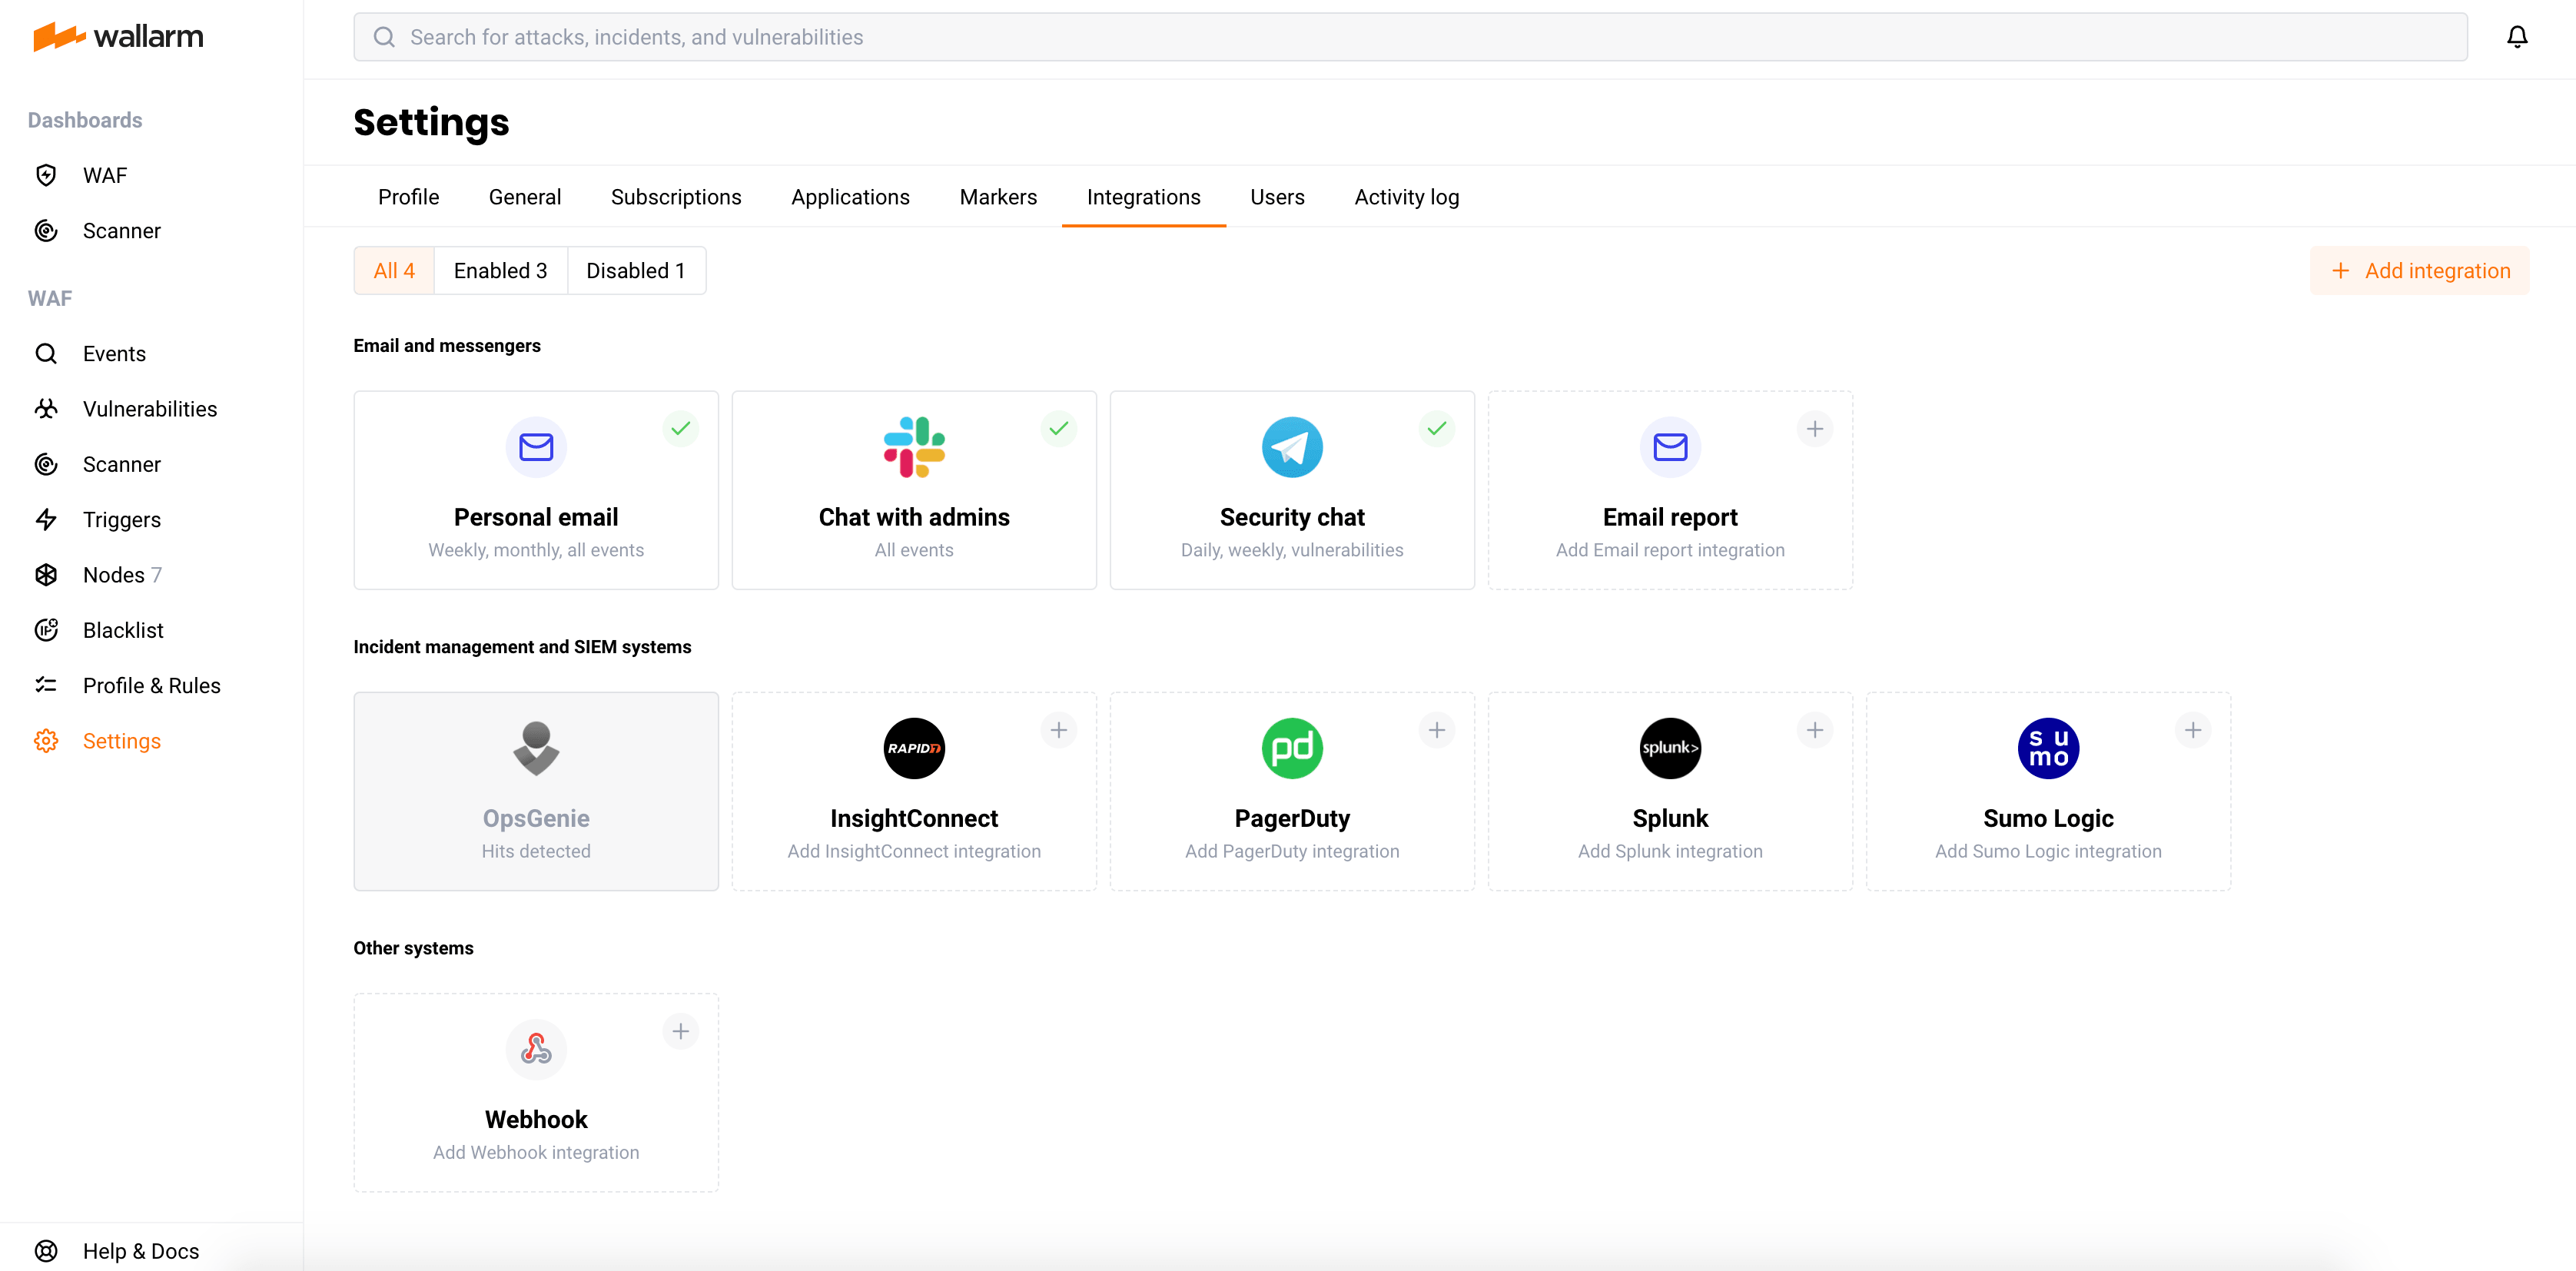 wallarm
Search for attacks, incidents, and vulnerabilities
Dashboards
WAF
Scanner
WAF
Events
Vulnerabilities
Scanner
Triggers
Nodes 7
Blacklist
Profile & Rules
Settings
Help & Docs
Settings
Profile General Subscriptions Applications Markers Integrations Users Activity log
All 4 Enabled 3 Disabled 1
Add integration
Email and messengers
Personal email
Weekly, monthly, all events
Chat with admins
All events
Security chat
Daily, weekly, vulnerabilities
Email report
Add Email report integration
Incident management and SIEM systems
OpsGenie
Hits detected
RAPID7
InsightConnect
Add InsightConnect integration
pd
PagerDuty
Add PagerDuty integration
splunk>
Splunk
Add Splunk integration
su
mo
Sumo Logic
Add Sumo Logic integration
Other systems
Webhook
Add Webhook integration